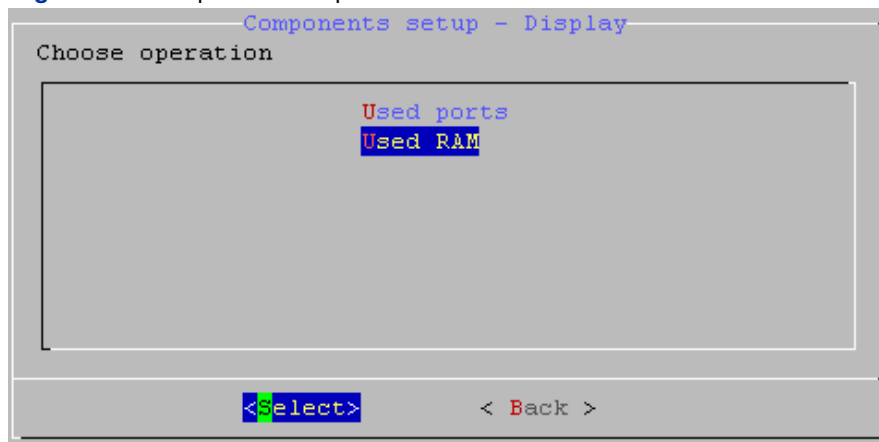 Components setup - Display
Choose operation
Used ports
Used RAM
<Select> < Back >